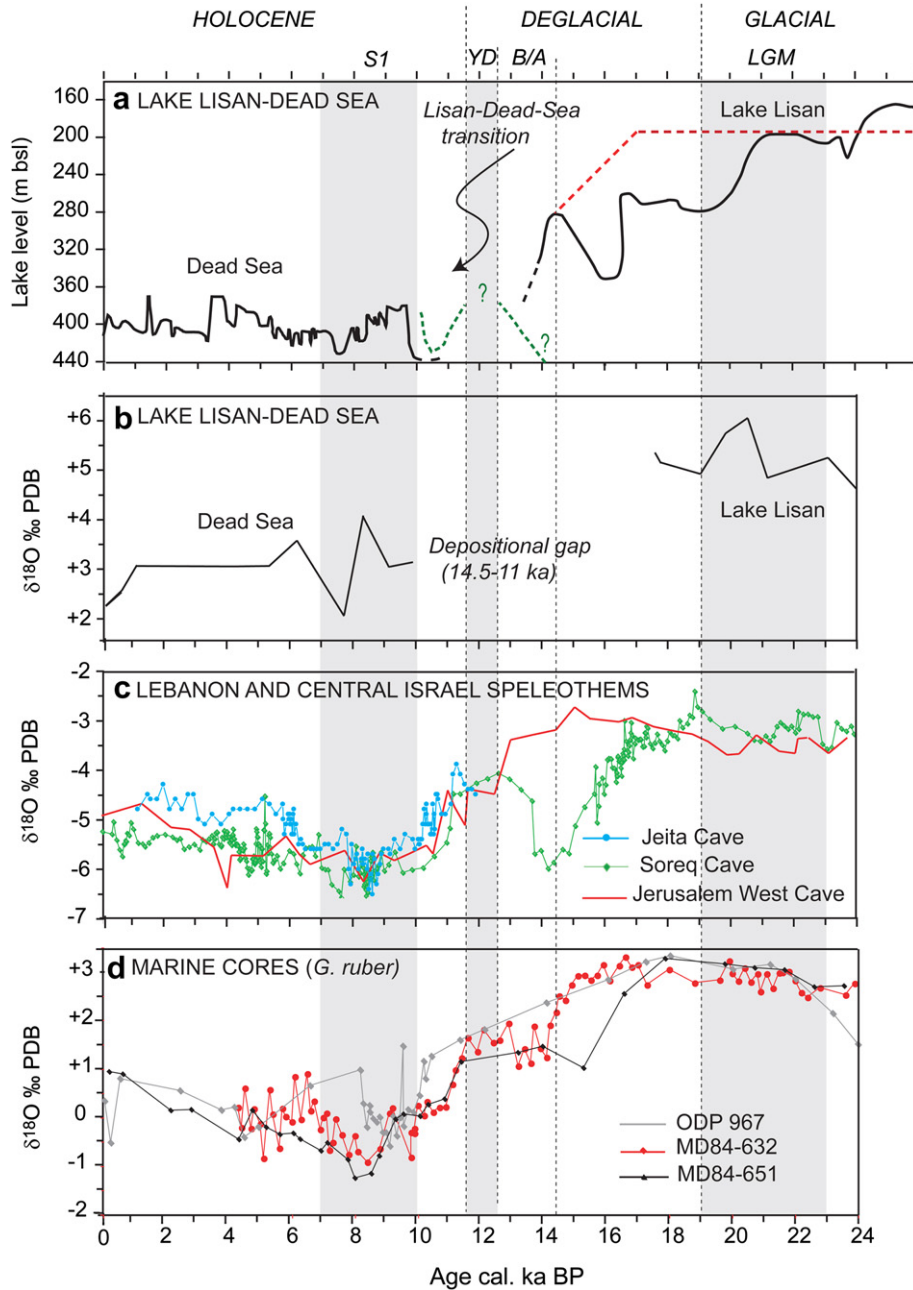 HOLOCENE DEGLACIAL GLACIAL
S1 YD B/A LGM
a LAKE LISAN-DEAD SEA
Lisan-Dead-Sea
transition
Lake Lisan
Dead Sea
?
?
Lake level (m bsl)
160
200
240
280
320
360
400
440
b LAKE LISAN-DEAD SEA
Dead Sea
Depositional gap
(14.5-11 ka)
Lake Lisan
δ18O ‰ PDB
+6
+5
+4
+3
+2
c LEBANON AND CENTRAL ISRAEL SPELEOTHEMS
Jeita Cave
Soreq Cave
Jerusalem West Cave
δ18O ‰ PDB
-2
-3
-4
-5
-6
-7
d MARINE CORES (G. ruber)
ODP 967
MD84-632
MD84-651
δ18O ‰ PDB
+3
+2
+1
0
-1
-2
0 2 4 6 8 10 12 14 16 18 20 22 24
Age cal. ka BP